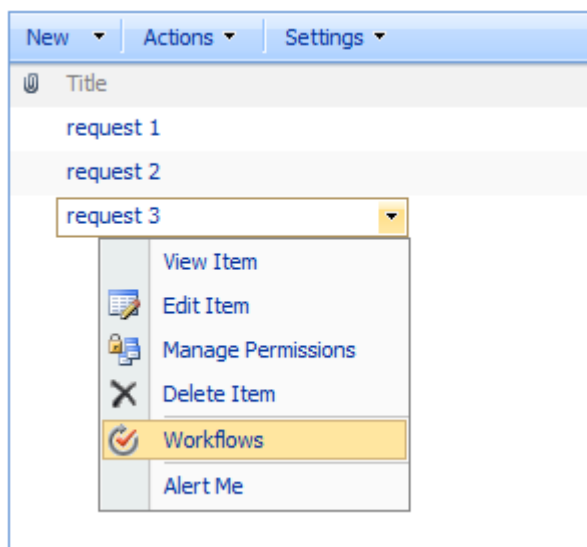 New Actions Settings
Title
request 1
request 2
request 3
View Item
Edit Item
Manage Permissions
Delete Item
Workflows
Alert Me